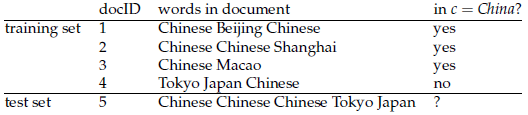 docID words in document in c = China?
training set 1 Chinese Beijing Chinese yes
2 Chinese Chinese Shanghai yes
3 Chinese Macao yes
4 Tokyo Japan Chinese no
test set 5 Chinese Chinese Chinese Tokyo Japan ?